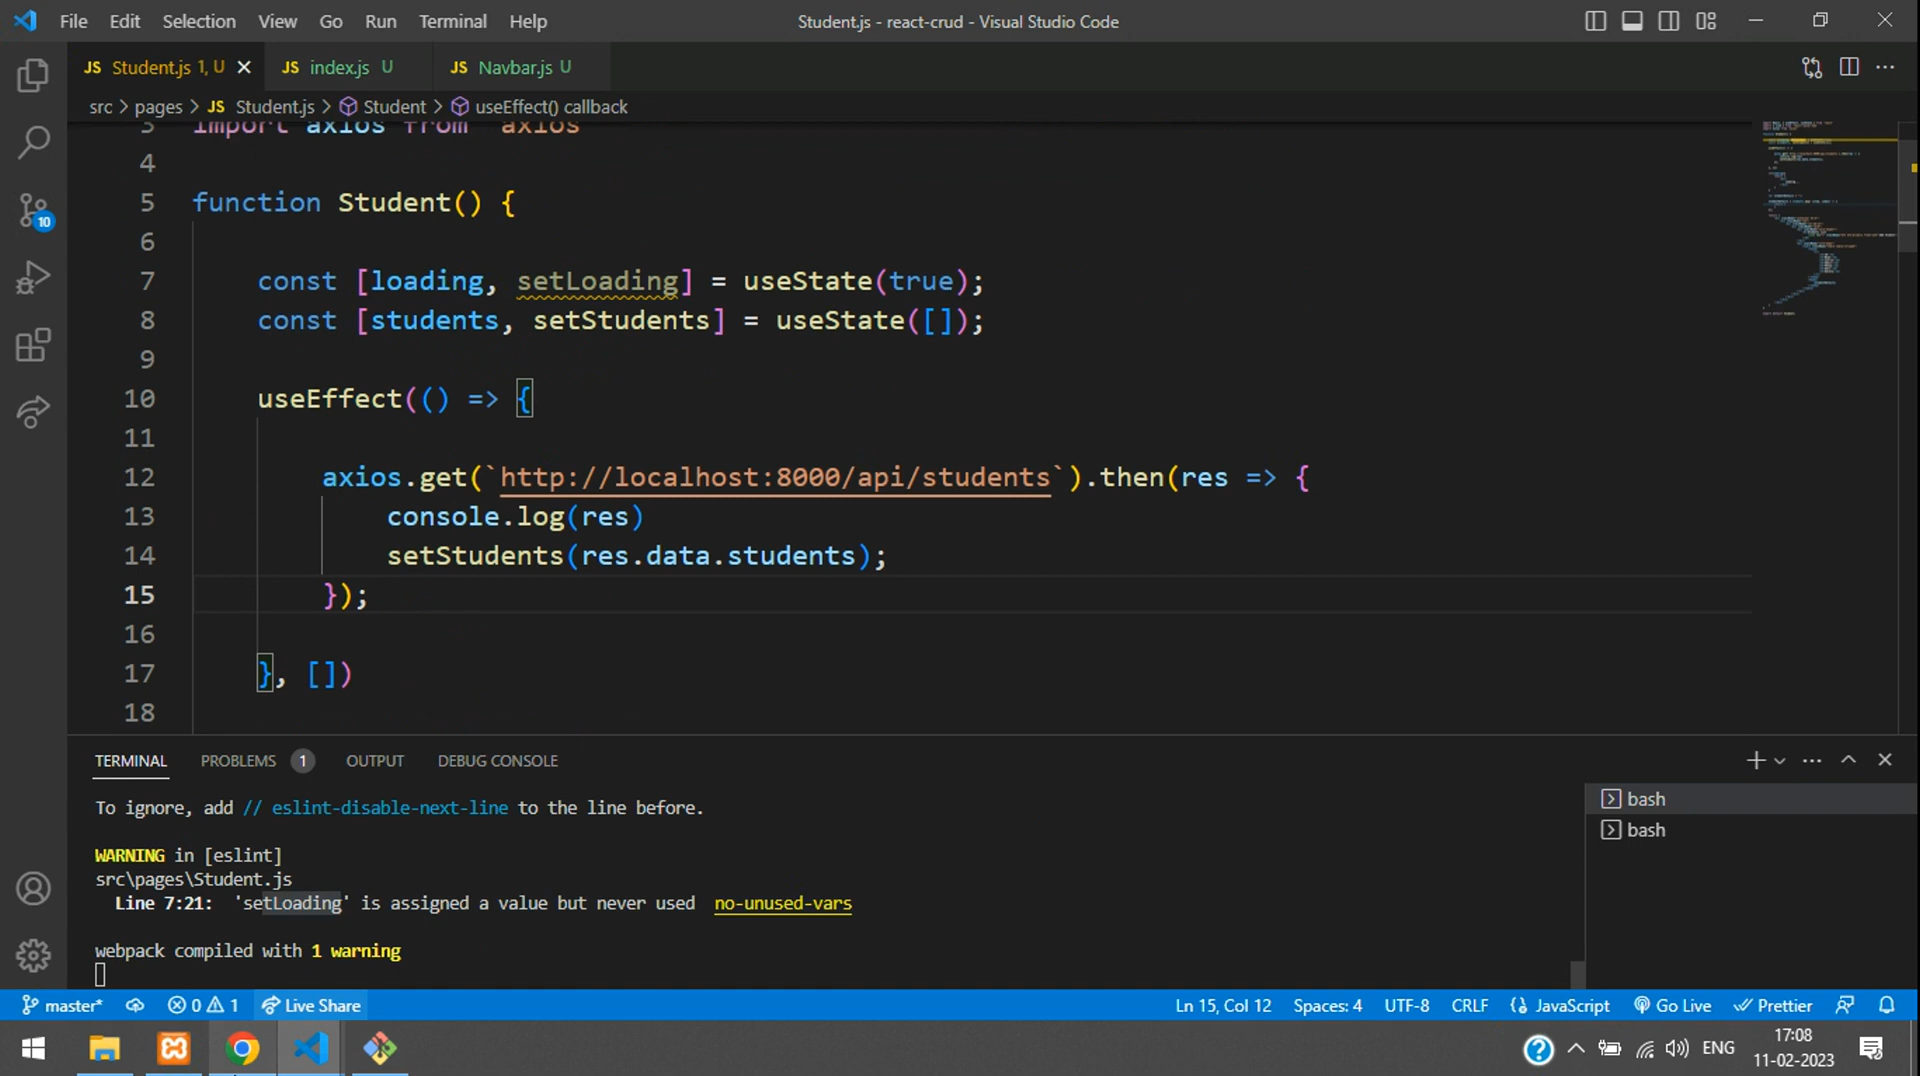 File Edit Selection View Go Run Terminal Help Student.js - react-crud - Visual Studio Code
JS Student.js 1, U JS index.js U JS Navbar.js U
src > pages > JS Student.js > Student > useEffect() callback
3 import axios from 'axios'
4
5 function Student() {
6
7 const [loading, setLoading] = useState(true);
8 const [students, setStudents] = useState([]);
9
10 useEffect(() => {
11
12 axios.get(`http://localhost:8000/api/students`).then(res => {
13 console.log(res)
14 setStudents(res.data.students);
15 });
16
17 }, [])
18
10
TERMINAL PROBLEMS 1 OUTPUT DEBUG CONSOLE
To ignore, add // eslint-disable-next-line to the line before.
WARNING in [eslint]
src\pages\Student.js
Line 7:21: 'setLoading' is assigned a value but never used no-unused-vars
webpack compiled with 1 warning
bash
bash
master* 0 1 Live Share Ln 15, Col 12 Spaces: 4 UTF-8 CRLF JavaScript Go Live Prettier
ENG 17:08
11-02-2023